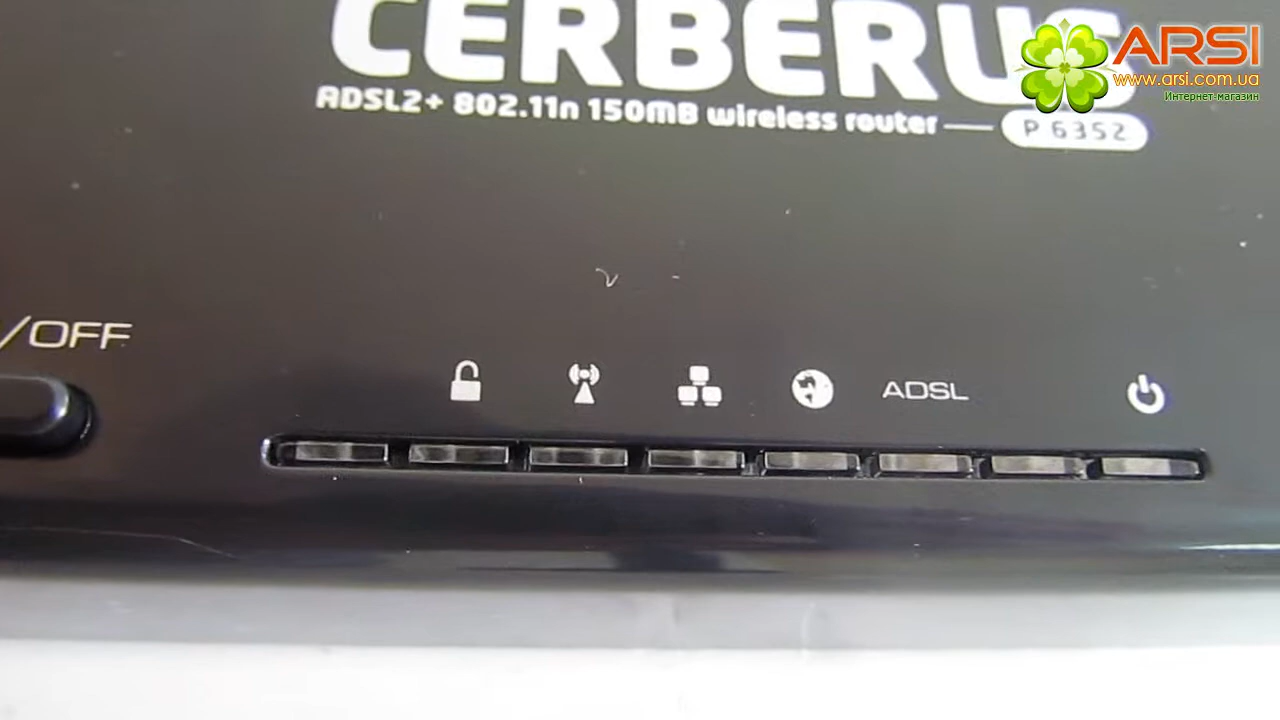 CERBERUS
ADSL2+ 802.11n 150MB wireless router
P 6352
ARSI
www.arsi.com.ua
Интернет-магазин
/OFF
ADSL